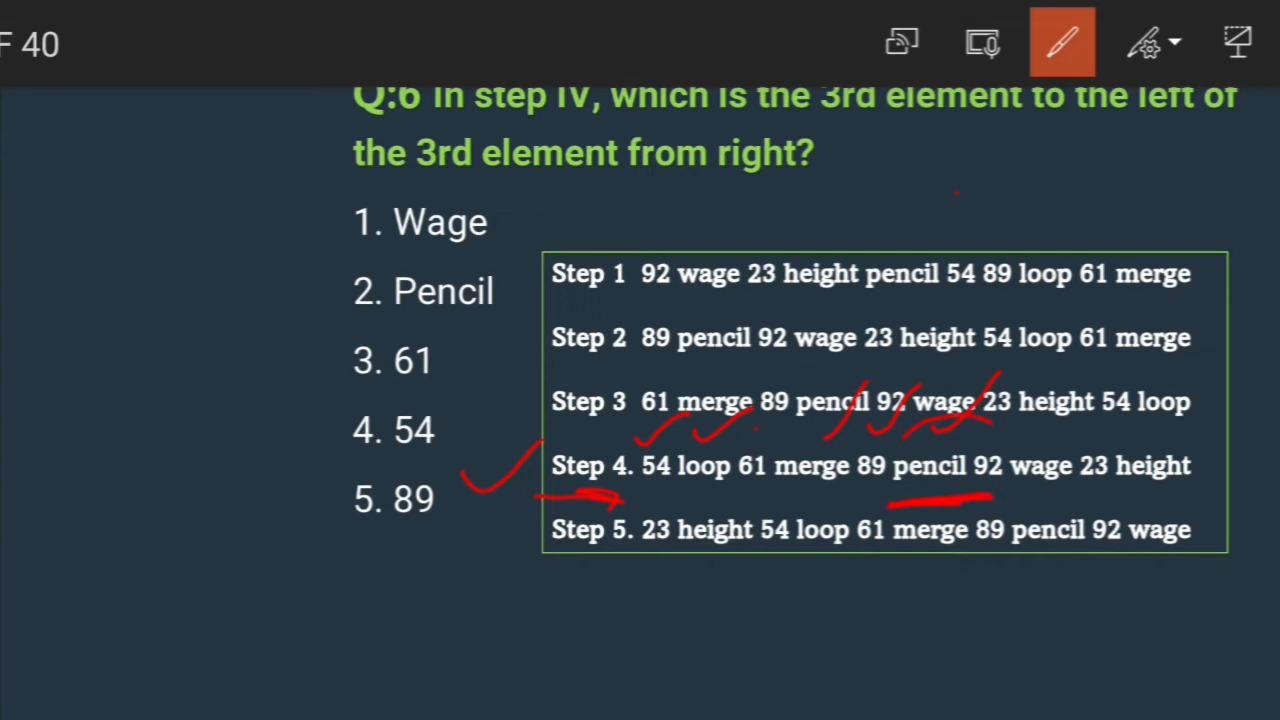 F 40
Q:6 In step IV, which is the 3rd element to the left of
the 3rd element from right?
1. Wage
2. Pencil
3. 61
4. 54
5. 89
Step 1 92 wage 23 height pencil 54 89 loop 61 merge
Step 2 89 pencil 92 wage 23 height 54 loop 61 merge
Step 3 61 merge 89 pencil 92 wage 23 height 54 loop
Step 4. 54 loop 61 merge 89 pencil 92 wage 23 height
Step 5. 23 height 54 loop 61 merge 89 pencil 92 wage